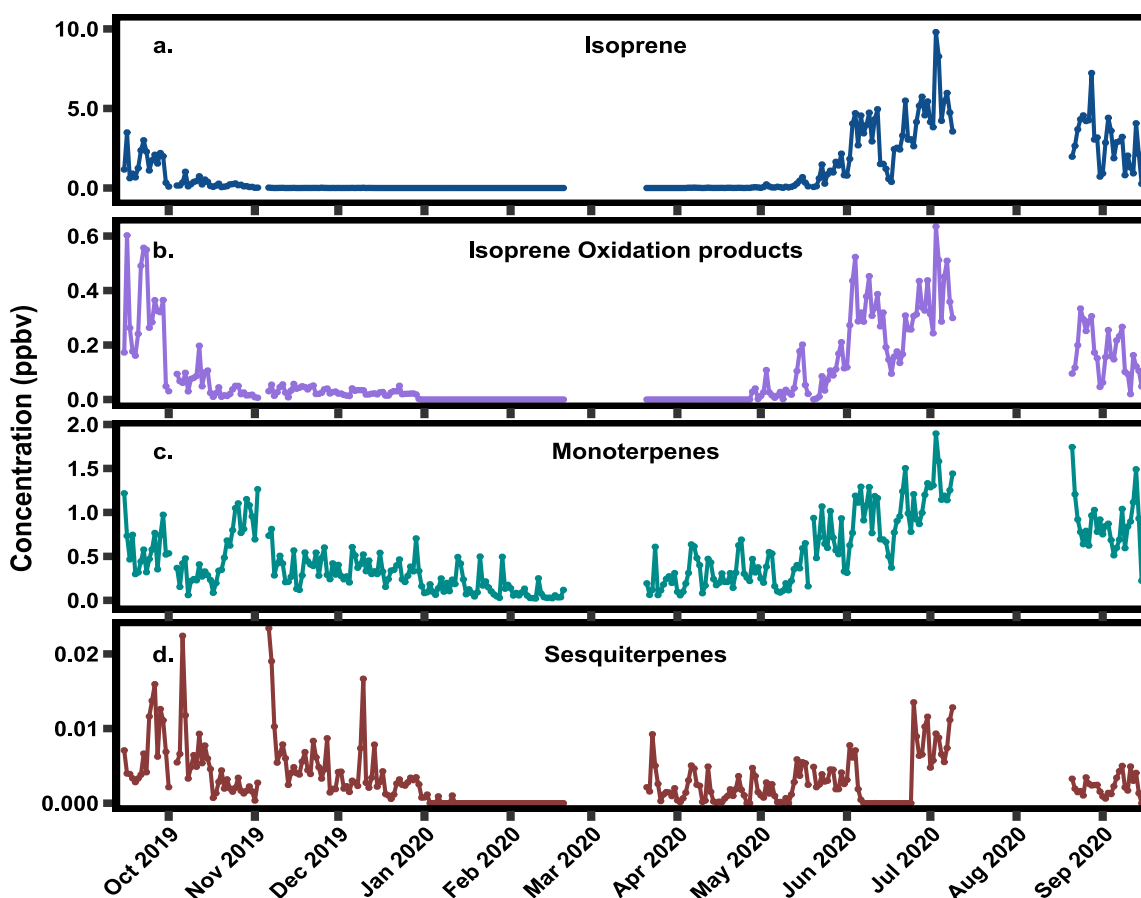 a.
Isoprene
10.0
5.0
0.0
b.
Isoprene Oxidation products
0.6
0.4
0.2
0.0
c.
Monoterpenes
2.0
1.5
1.0
0.5
0.0
d.
Sesquiterpenes
0.02
0.01
0.000
Concentration (ppbv)
Oct 2019
Nov 2019
Dec 2019
Jan 2020
Feb 2020
Mar 2020
Apr 2020
May 2020
Jun 2020
Jul 2020
Aug 2020
Sep 2020